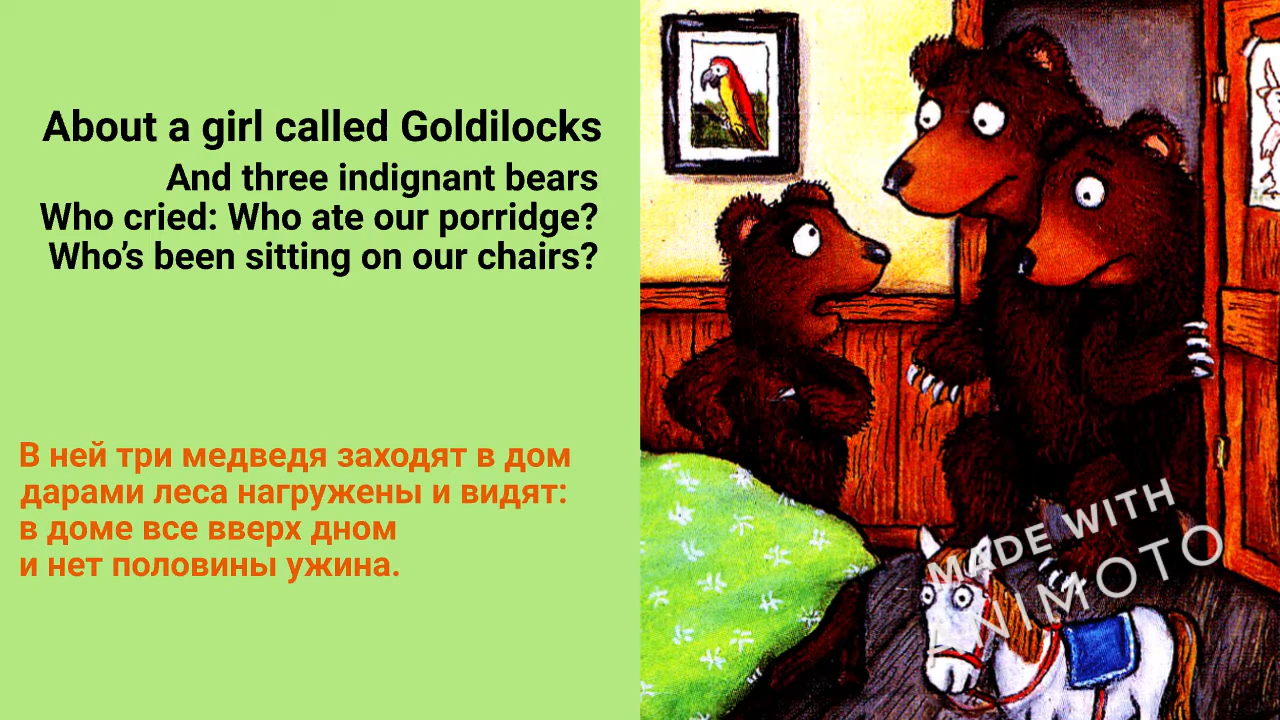 About a girl called Goldilocks
And three indignant bears
Who cried: Who ate our porridge?
Who’s been sitting on our chairs?
В ней три медведя заходят в дом
дарами леса нагружены и видят:
в доме все вверх дном
и нет половины ужина.
MADE WITH
ANIMOTO